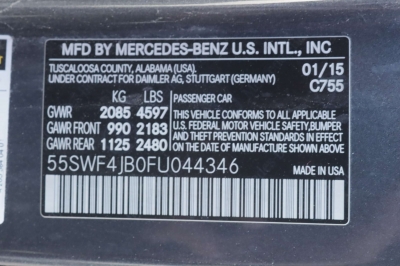 MFD BY MERCEDES-BENZ U.S. INTL., INC
TUSCALOOSA COUNTY, ALABAMA (USA). 01/15
UNDER CONTRACT FOR DAIMLER AG, STUTTGART (GERMANY) C755
KG LBS PASSENGER CAR
GVWR 2085 4597 THIS VEHICLE CONFORMS TO ALL APPLICABLE
GAWR FRONT 990 2183 U.S. FEDERAL MOTOR VEHICLE SAFETY, BUMPER
AND THEFT PREVENTION STANDARDS IN EFFECT ON
GAWR REAR 1125 2480 THE DATE OF MANUFACTURE SHOWN ABOVE.
55SWF4JB0FU044346 MADE IN USA